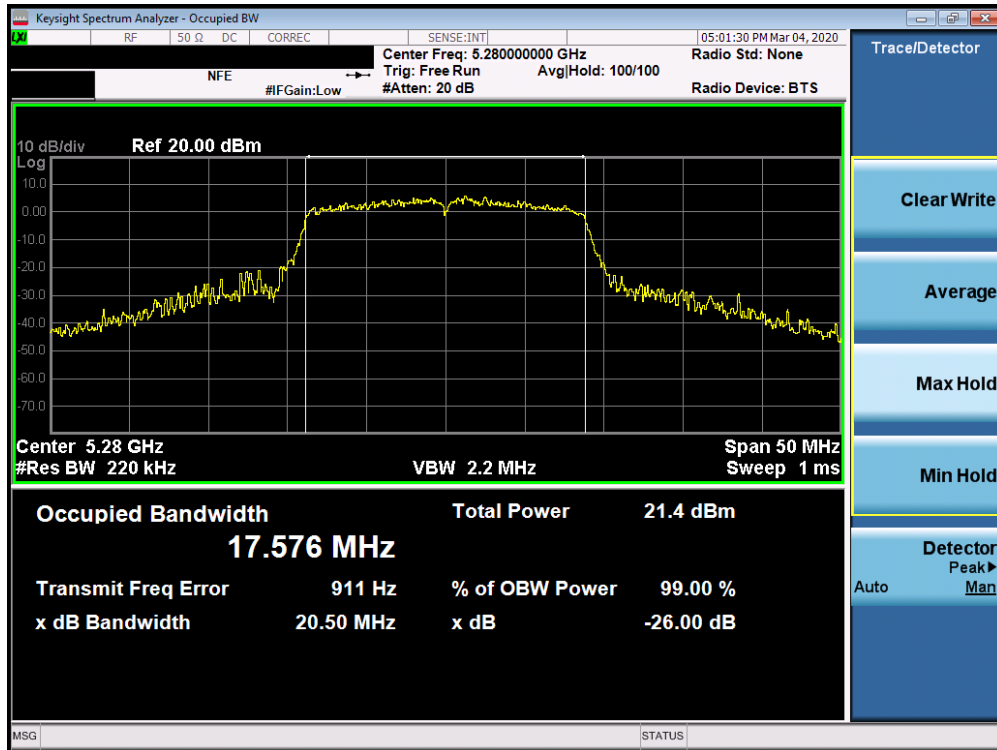 Keysight Spectrum Analyzer - Occupied BW
LXI RF 50 Ω DC CORREC SENSE:INT 05:01:30 PM Mar 04, 2020
Center Freq: 5.280000000 GHz Radio Std: None
NFE Trig: Free Run Avg|Hold: 100/100
#IFGain:Low #Atten: 20 dB Radio Device: BTS
10 dB/div Ref 20.00 dBm
Log
10.0
0.00
-10.0
-20.0
-30.0
-40.0
-50.0
-60.0
-70.0
Center 5.28 GHz Span 50 MHz
#Res BW 220 kHz VBW 2.2 MHz Sweep 1 ms
Occupied Bandwidth Total Power 21.4 dBm
17.576 MHz
Transmit Freq Error 911 Hz % of OBW Power 99.00 %
x dB Bandwidth 20.50 MHz x dB -26.00 dB
MSG STATUS
Trace/Detector
Clear Write
Average
Max Hold
Min Hold
Detector
Peak▶
Auto Man